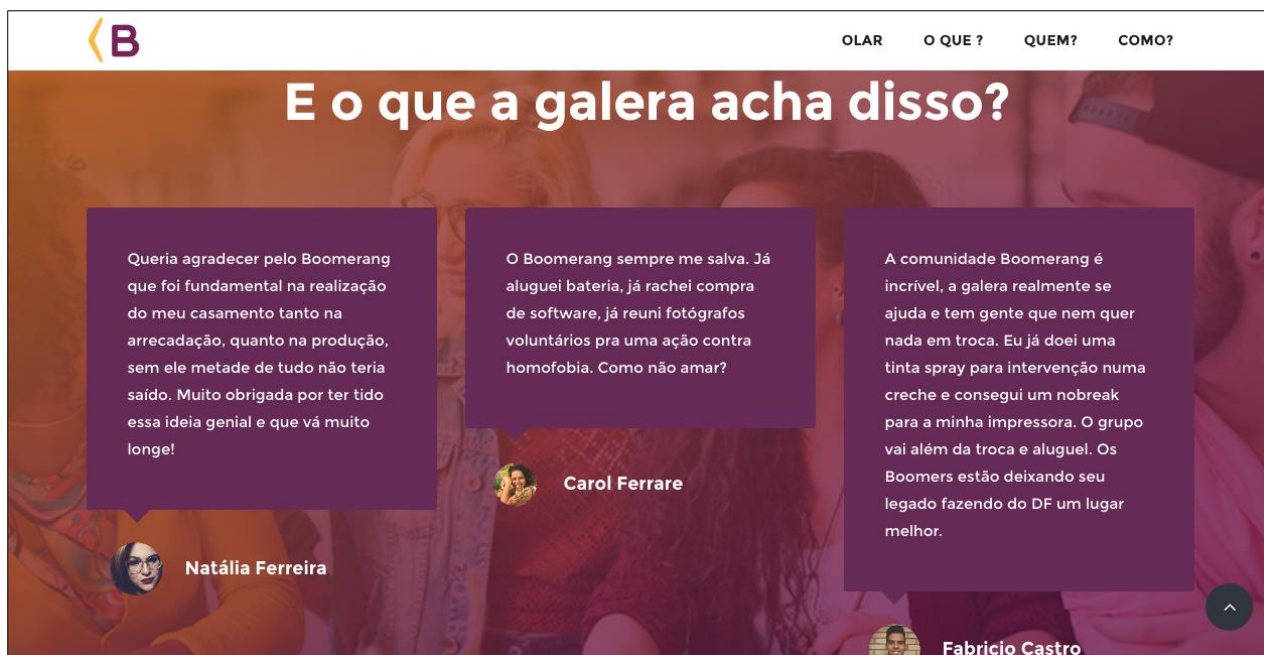 B
OLAR
O QUE ?
QUEM?
COMO?
E o que a galera acha disso?
Queria agradecer pelo Boomerang
que foi fundamental na realização
do meu casamento tanto na
arrecadação, quanto na produção,
sem ele metade de tudo não teria
saído. Muito obrigada por ter tido
essa ideia genial e que vá muito
longe!
Natália Ferreira
O Boomerang sempre me salva. Já
aluguei bateria, já rachei compra
de software, já reuni fotógrafos
voluntários pra uma ação contra
homofobia. Como não amar?
Carol Ferrare
A comunidade Boomerang é
incrível, a galera realmente se
ajuda e tem gente que nem quer
nada em troca. Eu já doei uma
tinta spray para intervenção numa
creche e consegui um nobreak
para a minha impressora. O grupo
vai além da troca e aluguel. Os
Boomers estão deixando seu
legado fazendo do DF um lugar
melhor.
Fabricio Castro